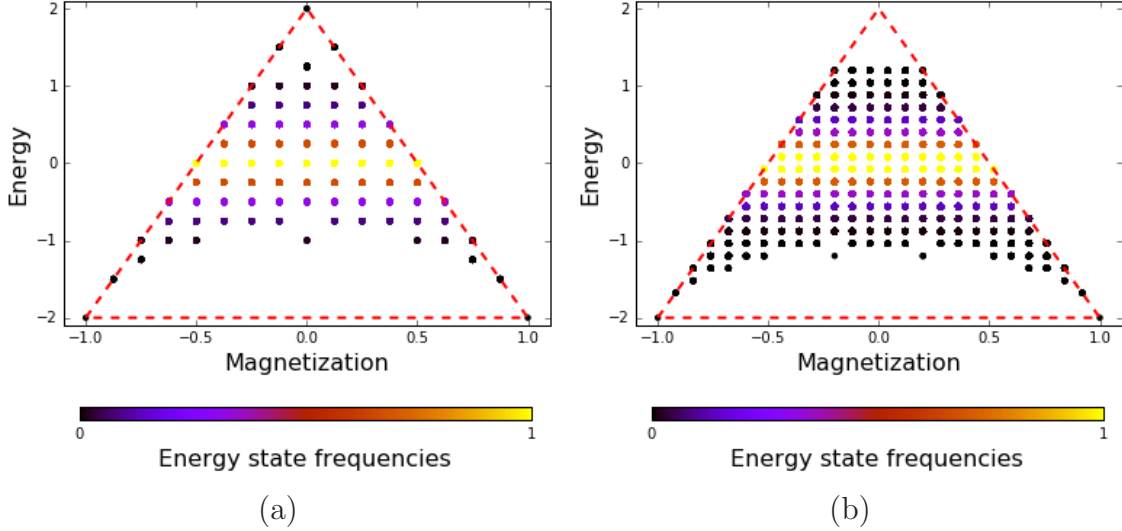 2
1
0
−1
−2
Energy
−1.0 −0.5 0.0 0.5 1.0
Magnetization
0 1
Energy state frequencies
(a)
2
1
0
−1
−2
Energy
−1.0 −0.5 0.0 0.5 1.0
Magnetization
0 1
Energy state frequencies
(b)